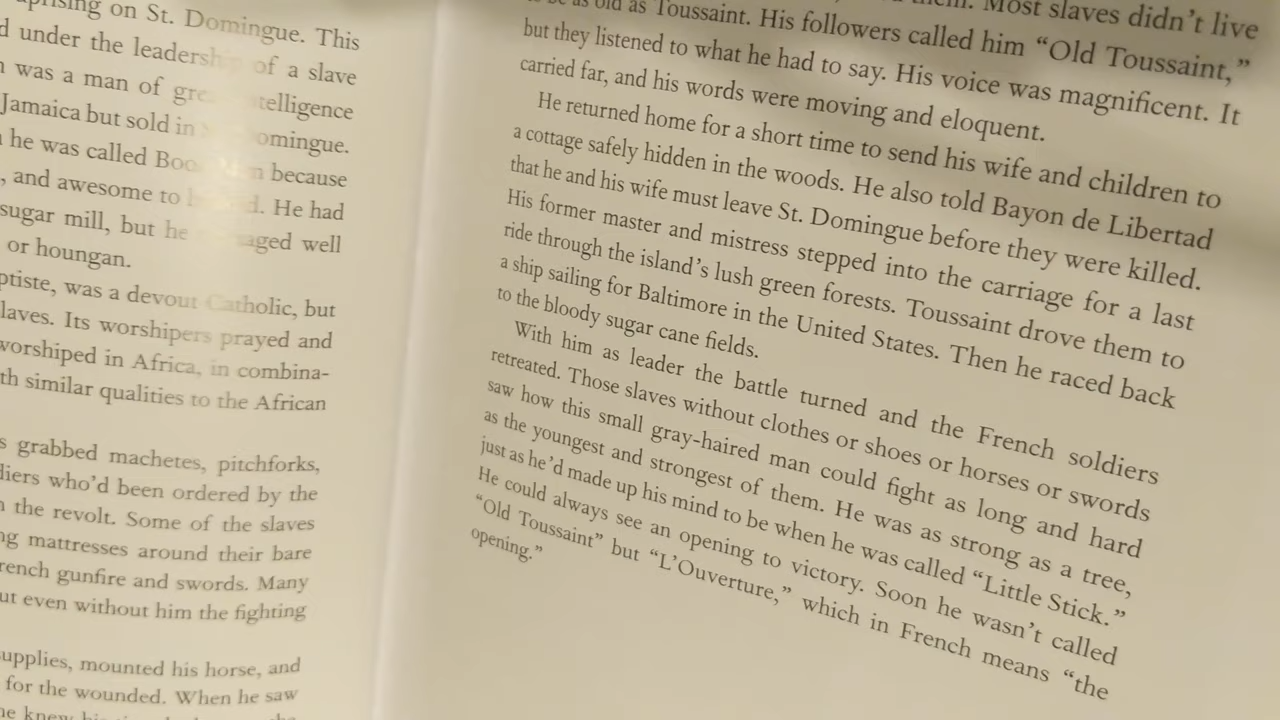 uprising on St. Domingue. This
under the leadership of a slave
was a man of great intelligence
Jamaica but sold in omingue.
he was called Boo because
, and awesome to . He had
sugar mill, but he aged well
or houngan.
ptiste, was a devout Catholic, but
laves. Its worshipers prayed and
worshiped in Africa, in combina-
th similar qualities to the African
s grabbed machetes, pitchforks,
diers who'd been ordered by the
the revolt. Some of the slaves
ng mattresses around their bare
rench gunfire and swords. Many
ut even without him the fighting
upplies, mounted his horse, and
for the wounded. When he saw
he knew
them. Most slaves didn't live
to be as old as Toussaint. His followers called him “Old Toussaint,”
but they listened to what he had to say. His voice was magnificent. It
carried far, and his words were moving and eloquent.
He returned home for a short time to send his wife and children to
a cottage safely hidden in the woods. He also told Bayon de Libertad
that he and his wife must leave St. Domingue before they were killed.
His former master and mistress stepped into the carriage for a last
ride through the island's lush green forests. Toussaint drove them to
a ship sailing for Baltimore in the United States. Then he raced back
to the bloody sugar cane fields.
With him as leader the battle turned and the French soldiers
retreated. Those slaves without clothes or shoes or horses or swords
saw how this small gray-haired man could fight as long and hard
as the youngest and strongest of them. He was as strong as a tree,
just as he'd made up his mind to be when he was called “Little Stick.”
He could always see an opening to victory. Soon he wasn't called
“Old Toussaint” but “L'Ouverture,” which in French means “the
opening.”